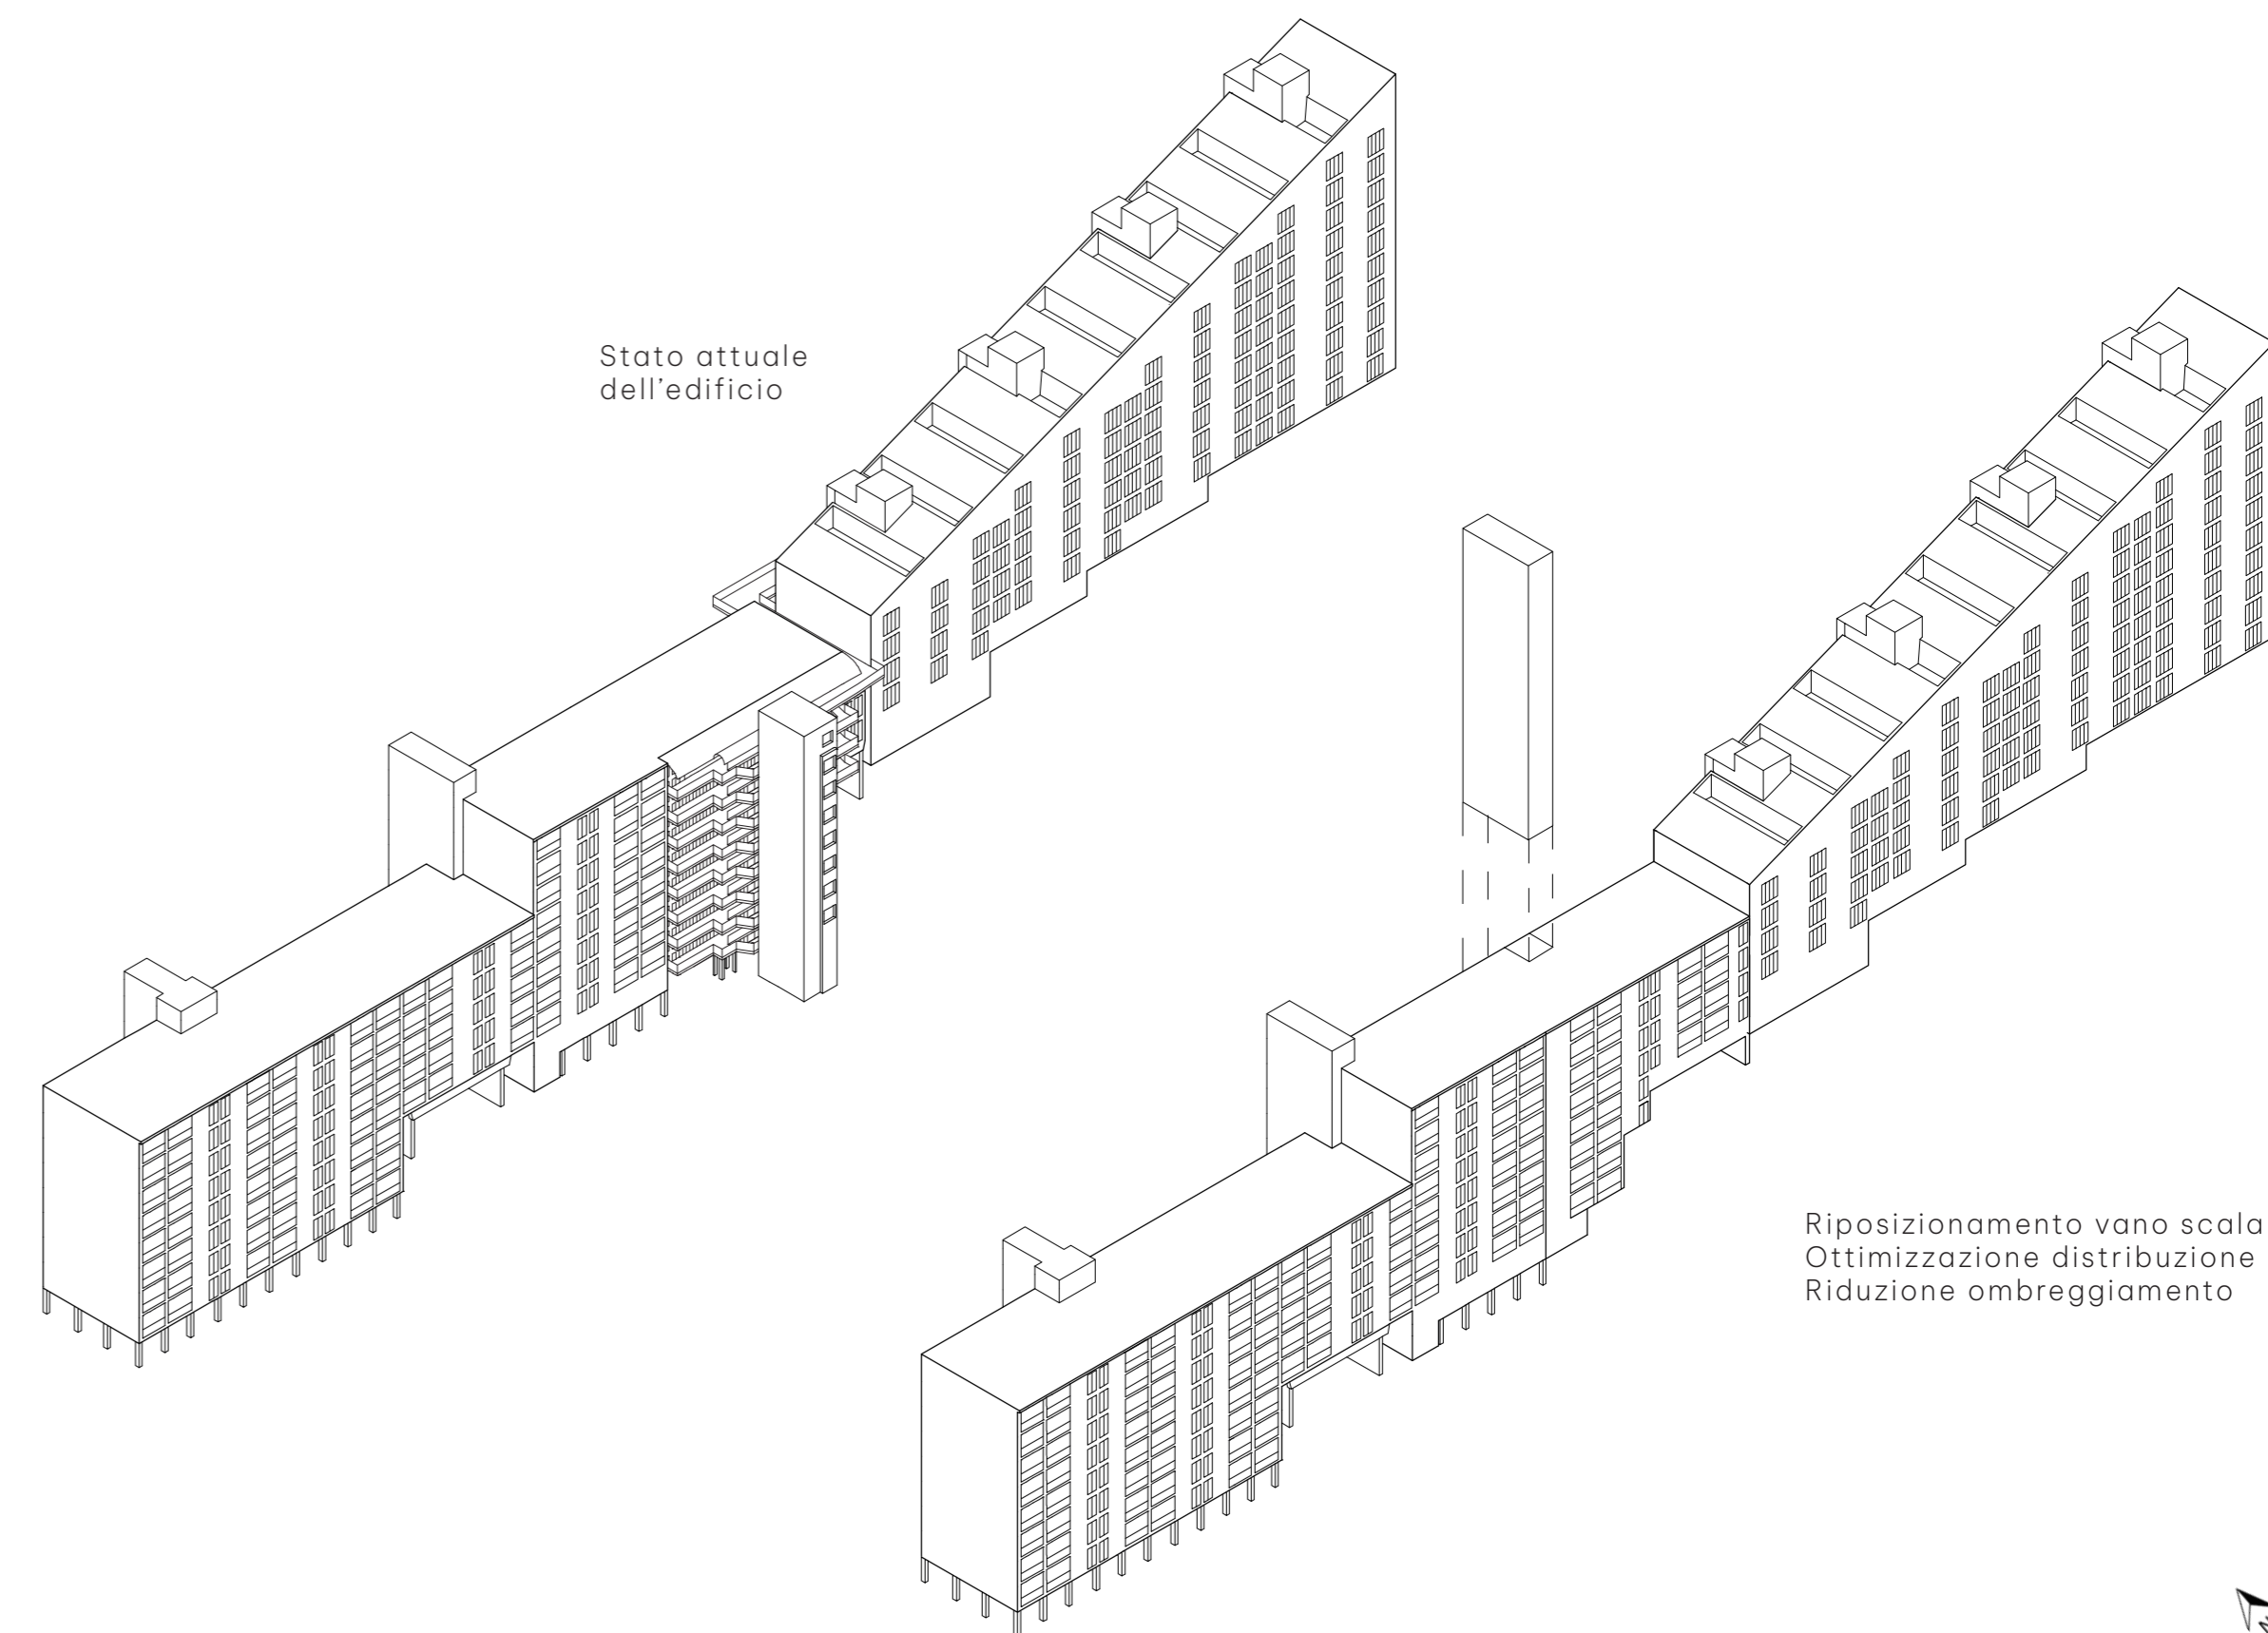 Stato attuale
dell'edificio
Riposizionamento vano scala
Ottimizzazione distribuzione
Riduzione ombreggiamento